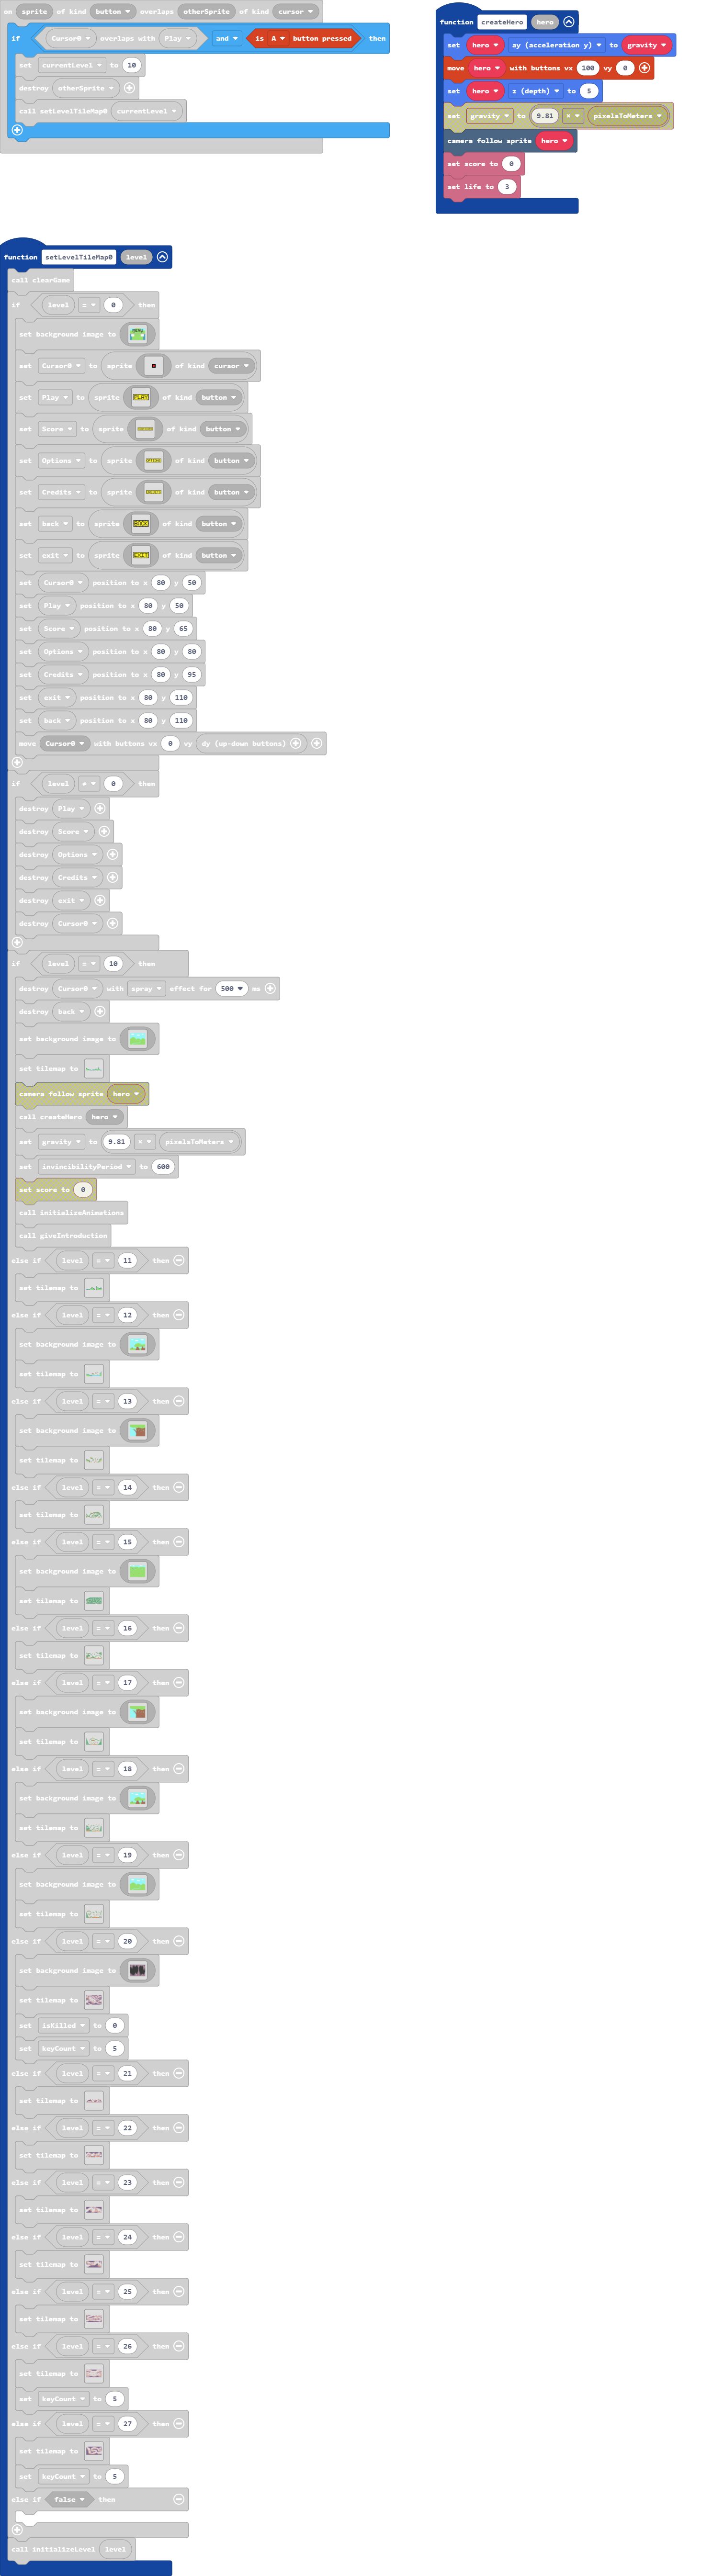 on sprite of kind button overlaps otherSprite of kind cursor
if Cursor0 overlaps with Play and is A button pressed then
set currentLevel to 10
destroy otherSprite
call setLevelTileMap0 currentLevel
function createHero hero
set hero ay (acceleration y) to gravity
move hero with buttons vx 100 vy 0
set hero z (depth) to 5
set gravity to 9.81 × pixelsToMeters
camera follow sprite hero
set score to 0
set life to 3
function setLevelTileMap0 level
call clearGame
if level = 0 then
set background image to
set Cursor0 to sprite of kind cursor
set Play to sprite PLAY of kind button
set Score to sprite of kind button
set Options to sprite of kind button
set Credits to sprite of kind button
set back to sprite BACK of kind button
set exit to sprite EXIT of kind button
set Cursor0 position to x 80 y 50
set Play position to x 80 y 50
set Score position to x 80 y 65
set Options position to x 80 y 80
set Credits position to x 80 y 95
set exit position to x 80 y 110
set back position to x 80 y 110
move Cursor0 with buttons vx 0 vy dy (up-down buttons)
if level ≠ 0 then
destroy Play
destroy Score
destroy Options
destroy Credits
destroy exit
destroy Cursor0
if level = 10 then
destroy Cursor0 with spray effect for 500 ms
destroy back
set background image to
set tilemap to
camera follow sprite hero
call createHero hero
set gravity to 9.81 × pixelsToMeters
set invincibilityPeriod to 600
set score to 0
call initializeAnimations
call giveIntroduction
else if level = 11 then
set tilemap to
else if level = 12 then
set background image to
set tilemap to
else if level = 13 then
set background image to
set tilemap to
else if level = 14 then
set tilemap to
else if level = 15 then
set background image to
set tilemap to
else if level = 16 then
set tilemap to
else if level = 17 then
set background image to
set tilemap to
else if level = 18 then
set background image to
set tilemap to
else if level = 19 then
set background image to
set tilemap to
else if level = 20 then
set background image to
set tilemap to
set isKilled to 0
set keyCount to 5
else if level = 21 then
set tilemap to
else if level = 22 then
set tilemap to
else if level = 23 then
set tilemap to
else if level = 24 then
set tilemap to
else if level = 25 then
set tilemap to
else if level = 26 then
set tilemap to
set keyCount to 5
else if level = 27 then
set tilemap to
set keyCount to 5
else if false then
call initializeLevel level